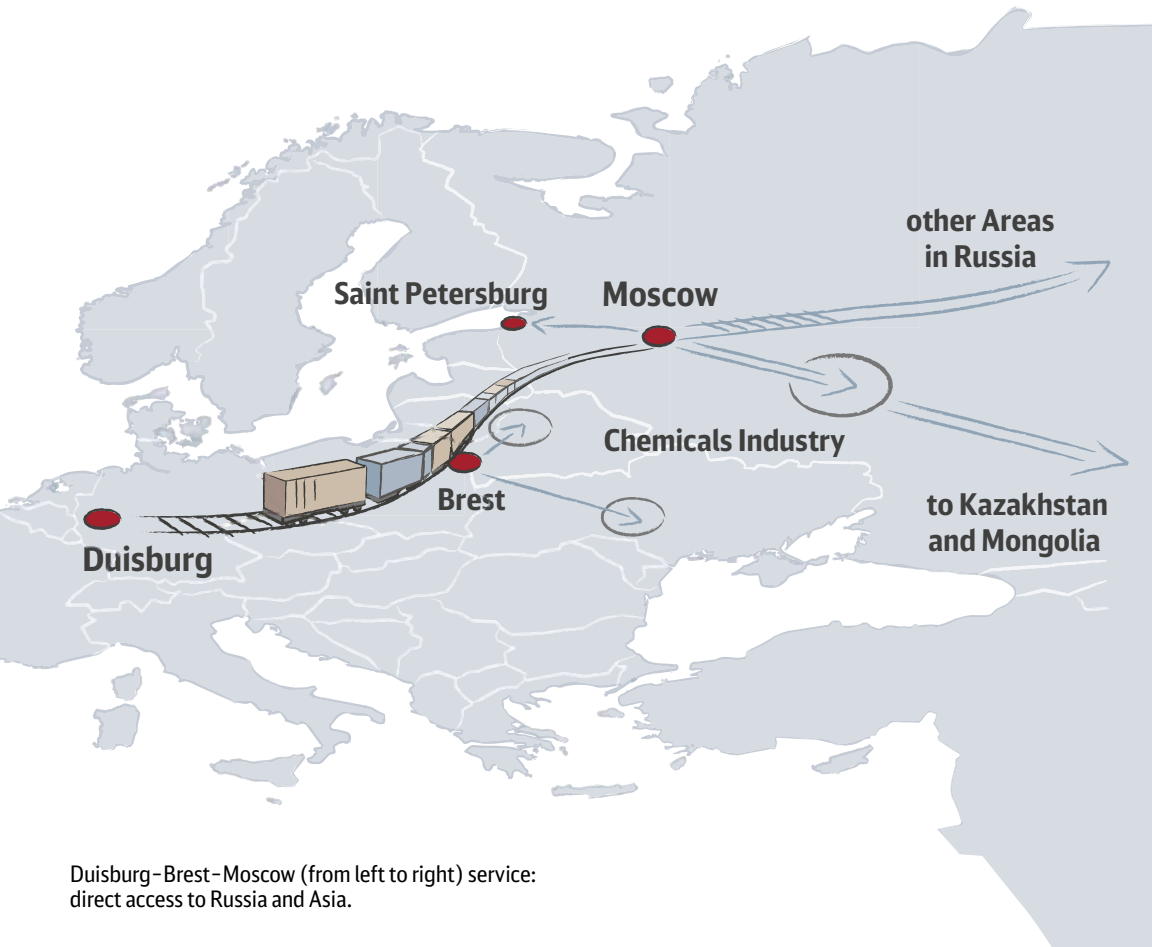 other Areas
in Russia
Saint Petersburg
Moscow
Chemicals Industry
Brest
to Kazakhstan
and Mongolia
Duisburg
Duisburg–Brest–Moscow (from left to right) service:
direct access to Russia and Asia.